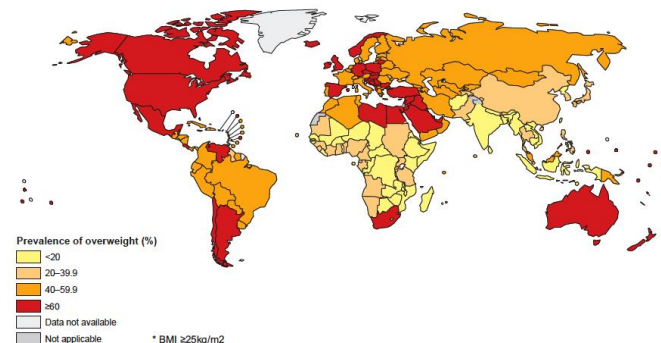 Prevalence of overweight (%)
<20
20–39.9
40–59.9
≥60
Data not available
Not applicable
* BMI ≥25kg/m2